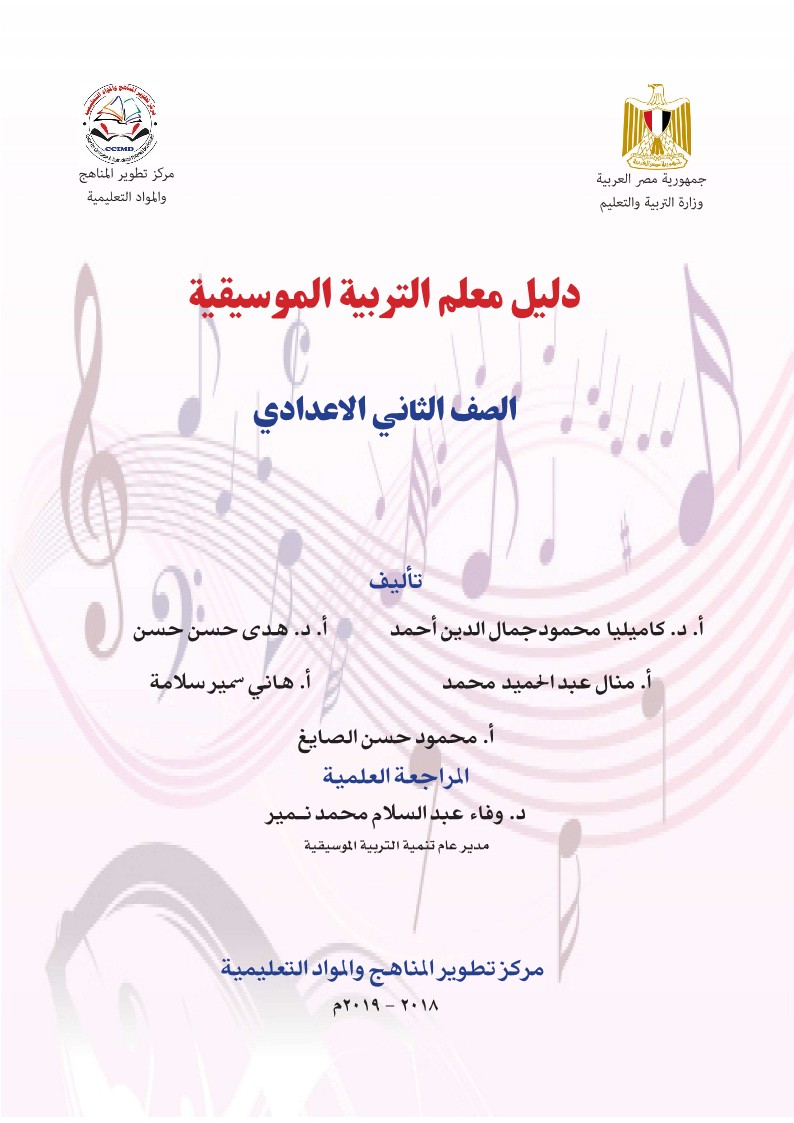 جمهورية مصر العربية
وزارة التربية والتعليم
مركز تطوير المناهج
والمواد التعليمية
CCIMD
دليل معلم التربية الموسيقية
الصف الثاني الاعدادي
تأليف
أ. د. كاميليا محمود جمال الدين أحمد
أ. د. هدى حسن حسن
أ. منال عبد الحميد محمد
أ. هاني سمير سلامة
أ. محمود حسن الصايغ
المراجعة العلمية
د. وفاء عبد السلام محمد نـمير
مدير عام تنمية التربية الموسيقية
مركز تطوير المناهج والمواد التعليمية
٢٠١٨ – ٢٠١٩م